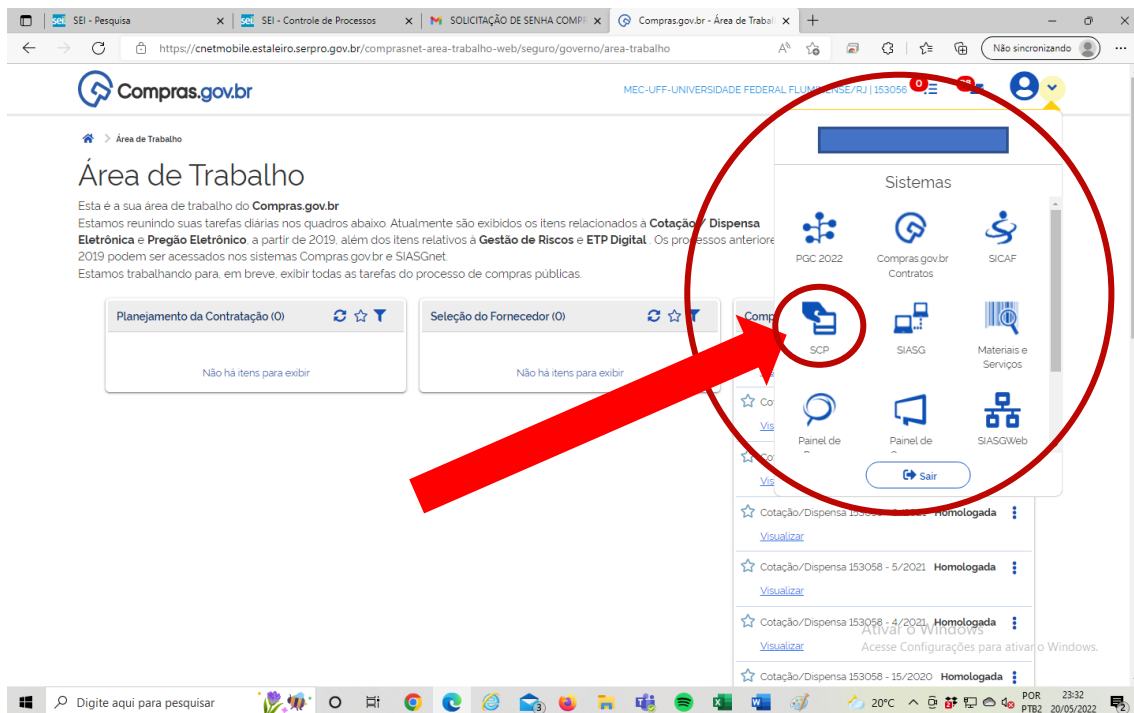 SEI - Pesquisa
SEI - Controle de Processos
SOLICITAÇÃO DE SENHA COMPR
Compras.gov.br - Área de Trabal
https://cnetmobile.estaleiro.serpro.gov.br/comprasnet-area-trabalho-web/seguro/governo/area-trabalho
Não sincronizando
Compras.gov.br
MEC-UFF-UNIVERSIDADE FEDERAL FLUMINENSE/RJ | 153056
0
Área de Trabalho
Área de Trabalho
Esta é a sua área de trabalho do Compras.gov.br
Estamos reunindo suas tarefas diárias nos quadros abaixo. Atualmente são exibidos os itens relacionados à Cotação / Dispensa
Eletrônica e Pregão Eletrônico, a partir de 2019, além dos itens relativos à Gestão de Riscos e ETP Digital . Os processos anteriore
2019 podem ser acessados nos sistemas Compras.gov.br e SIASGnet.
Estamos trabalhando para, em breve, exibir todas as tarefas do processo de compras públicas.
Planejamento da Contratação (0)
Não há itens para exibir
Seleção do Fornecedor (0)
Não há itens para exibir
Comp
Sistemas
PGC 2022
Compras.gov.br
Contratos
SICAF
SCP
SIASG
Materiais e
Serviços
Painel de
Painel de
SIASGWeb
Sair
Co
Vis
Co
Vis
Cotação/Dispensa Homologada
Visualizar
Cotação/Dispensa 153058 - 5/2021 Homologada
Visualizar
Cotação/Dispensa 153058 - 4/2021 Homologada
Visualizar
Cotação/Dispensa 153058 - 15/2020 Homologada
Ativar o Windows
Acesse Configurações para ativar o Windows.
Digite aqui para pesquisar
20°C
POR
PTB2
23:32
20/05/2022